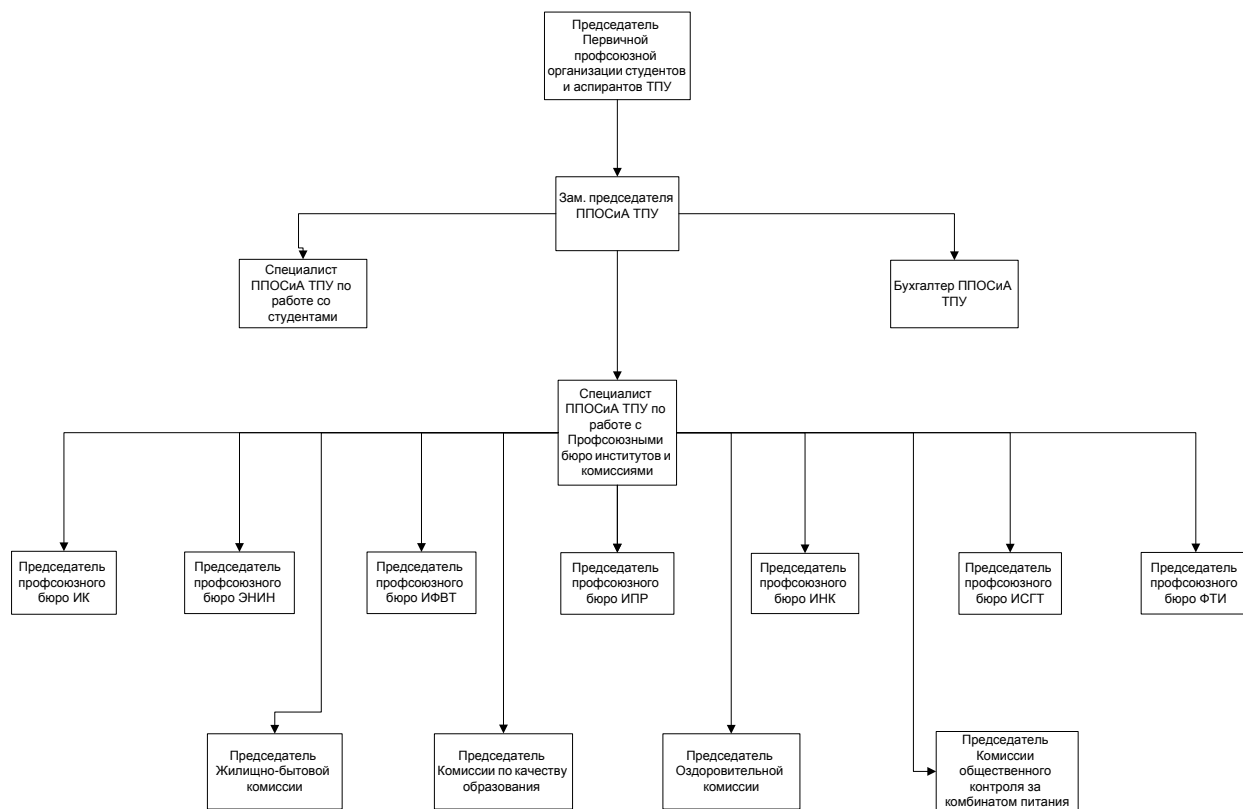 Председатель
Первичной
профсоюзной
организации студентов
и аспирантов ТПУ
Зам. председателя
ППОСиА ТПУ
Специалист
ППОСиА ТПУ по
работе со
студентами
Бухгалтер ППОСиА
ТПУ
Специалист
ППОСиА ТПУ по
работе с
Профсоюзными
бюро институтов и
комиссиями
Председатель
профсоюзного
бюро ИК
Председатель
профсоюзного
бюро ЭНИН
Председатель
профсоюзного
бюро ИФВТ
Председатель
профсоюзного
бюро ИПР
Председатель
профсоюзного
бюро ИНК
Председатель
профсоюзного
бюро ИСГТ
Председатель
профсоюзного
бюро ФТИ
Председатель
Жилищно-бытовой
комиссии
Председатель
Комиссии по качеству
образования
Председатель
Оздоровительной
комиссии
Председатель
Комиссии
общественного
контроля за
комбинатом питания